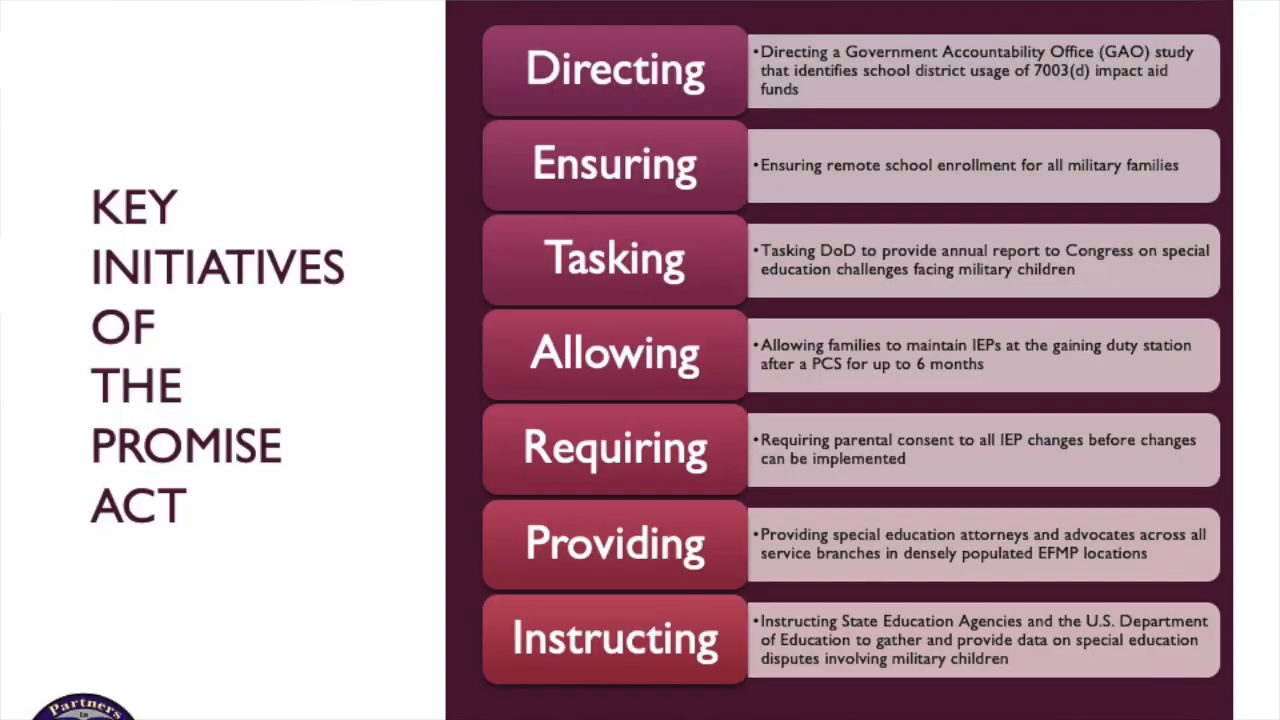 KEY
INITIATIVES
OF
THE
PROMISE
ACT
Directing
•Directing a Government Accountability Office (GAO) study
that identifies school district usage of 7003(d) impact aid
funds
Ensuring
•Ensuring remote school enrollment for all military families
Tasking
•Tasking DoD to provide annual report to Congress on special
education challenges facing military children
Allowing
•Allowing families to maintain IEPs at the gaining duty station
after a PCS for up to 6 months
Requiring
•Requiring parental consent to all IEP changes before changes
can be implemented
Providing
•Providing special education attorneys and advocates across all
service branches in densely populated EFMP locations
Instructing
•Instructing State Education Agencies and the U.S. Department
of Education to gather and provide data on special education
disputes involving military children
Partners
in